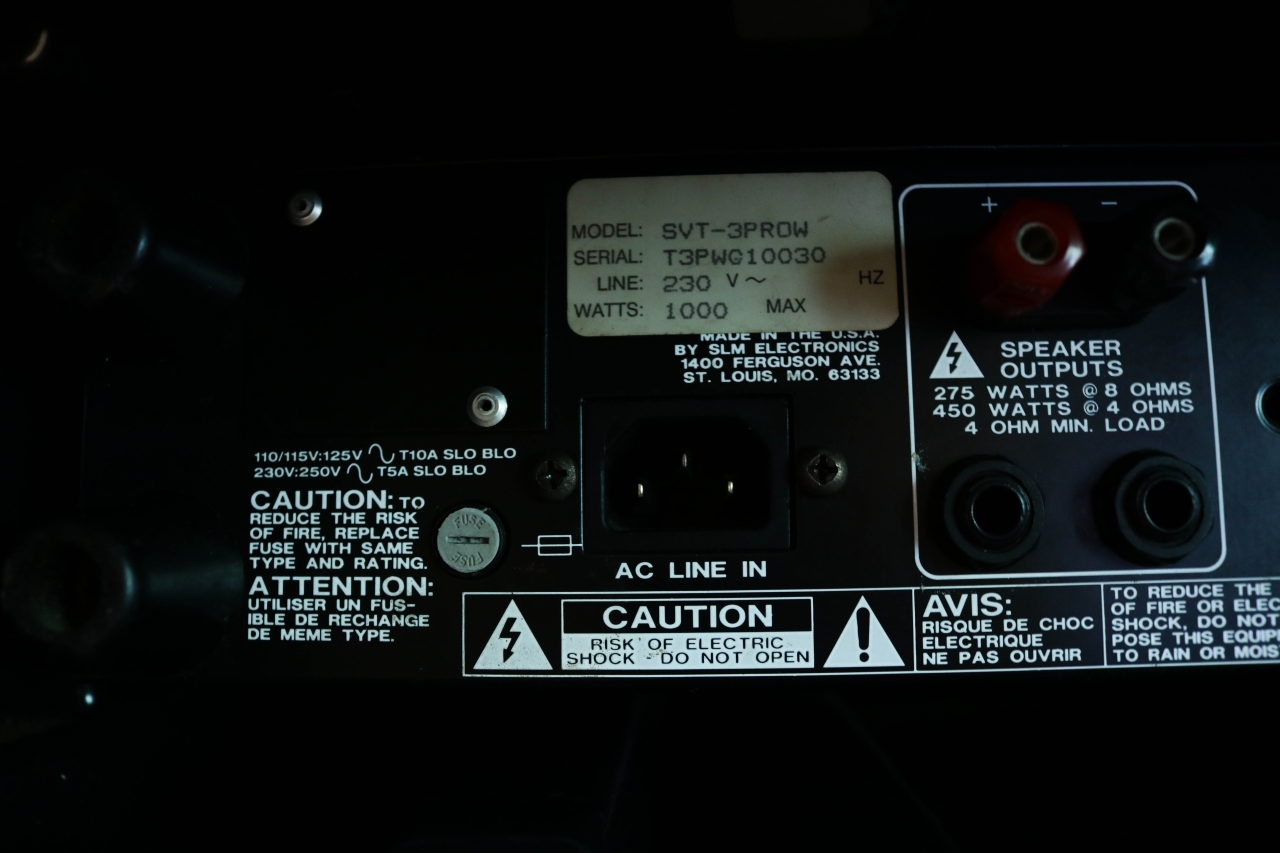 MODEL: SVT-3PROW
SERIAL: T3PWG10030
LINE: 230 V~ HZ
WATTS: 1000 MAX
MADE IN THE U.S.A.
BY SLM ELECTRONICS
1400 FERGUSON AVE.
ST. LOUIS, MO. 63133
+ -
SPEAKER
OUTPUTS
275 WATTS @ 8 OHMS
450 WATTS @ 4 OHMS
4 OHM MIN. LOAD
110/115V:125V ∿ T10A SLO BLO
230V:250V ∿ T5A SLO BLO
CAUTION: TO
REDUCE THE RISK
OF FIRE, REPLACE
FUSE WITH SAME
TYPE AND RATING.
ATTENTION:
UTILISER UN FUS-
IBLE DE RECHANGE
DE MEME TYPE.
FUSE
FUSE
AC LINE IN
CAUTION
RISK OF ELECTRIC
SHOCK - DO NOT OPEN
AVIS:
RISQUE DE CHOC
ELECTRIQUE
NE PAS OUVRIR
TO REDUCE THE
OF FIRE OR ELEC
SHOCK, DO NOT
POSE THIS EQUIP
TO RAIN OR MOIS